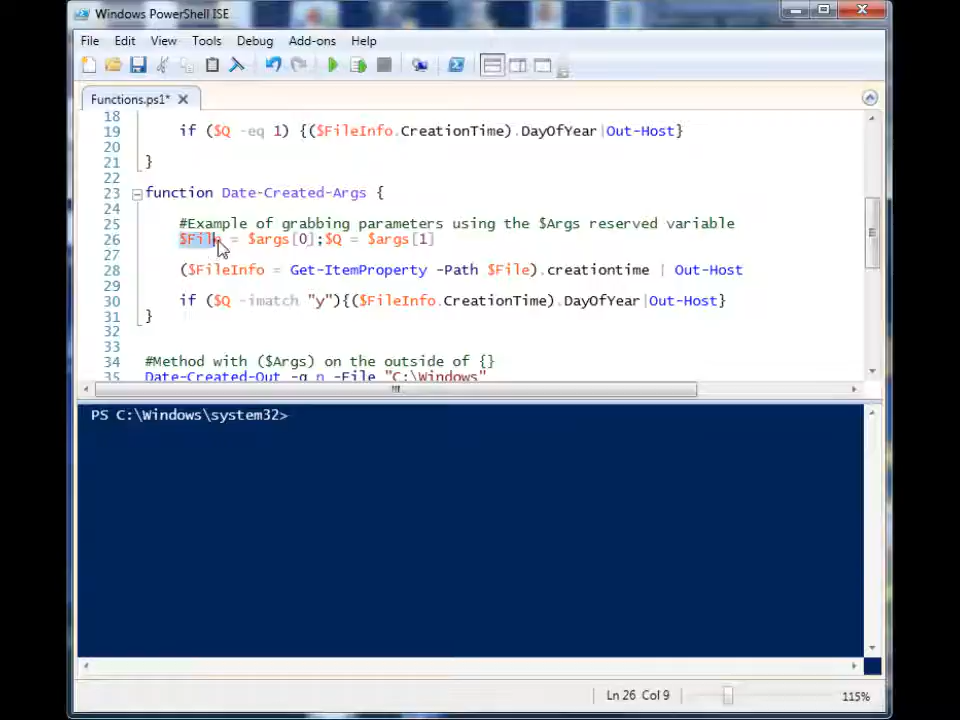 Windows PowerShell ISE
File Edit View Tools Debug Add-ons Help
Functions.ps1*
18
19 if ($Q -eq 1) {($FileInfo.CreationTime).DayOfYear|Out-Host}
20
21 }
22
23 function Date-Created-Args {
24
25 #Example of grabbing parameters using the $Args reserved variable
26 $File = $args[0];$Q = $args[1]
27
28 ($FileInfo = Get-ItemProperty -Path $File).creationtime | Out-Host
29
30 if ($Q -imatch "y"){($FileInfo.CreationTime).DayOfYear|Out-Host}
31 }
32
33
34 #Method with ($Args) on the outside of {}
35 Date-Created-Out -q n -File "C:\Windows"
PS C:\Windows\system32>
Ln 26 Col 9 115%